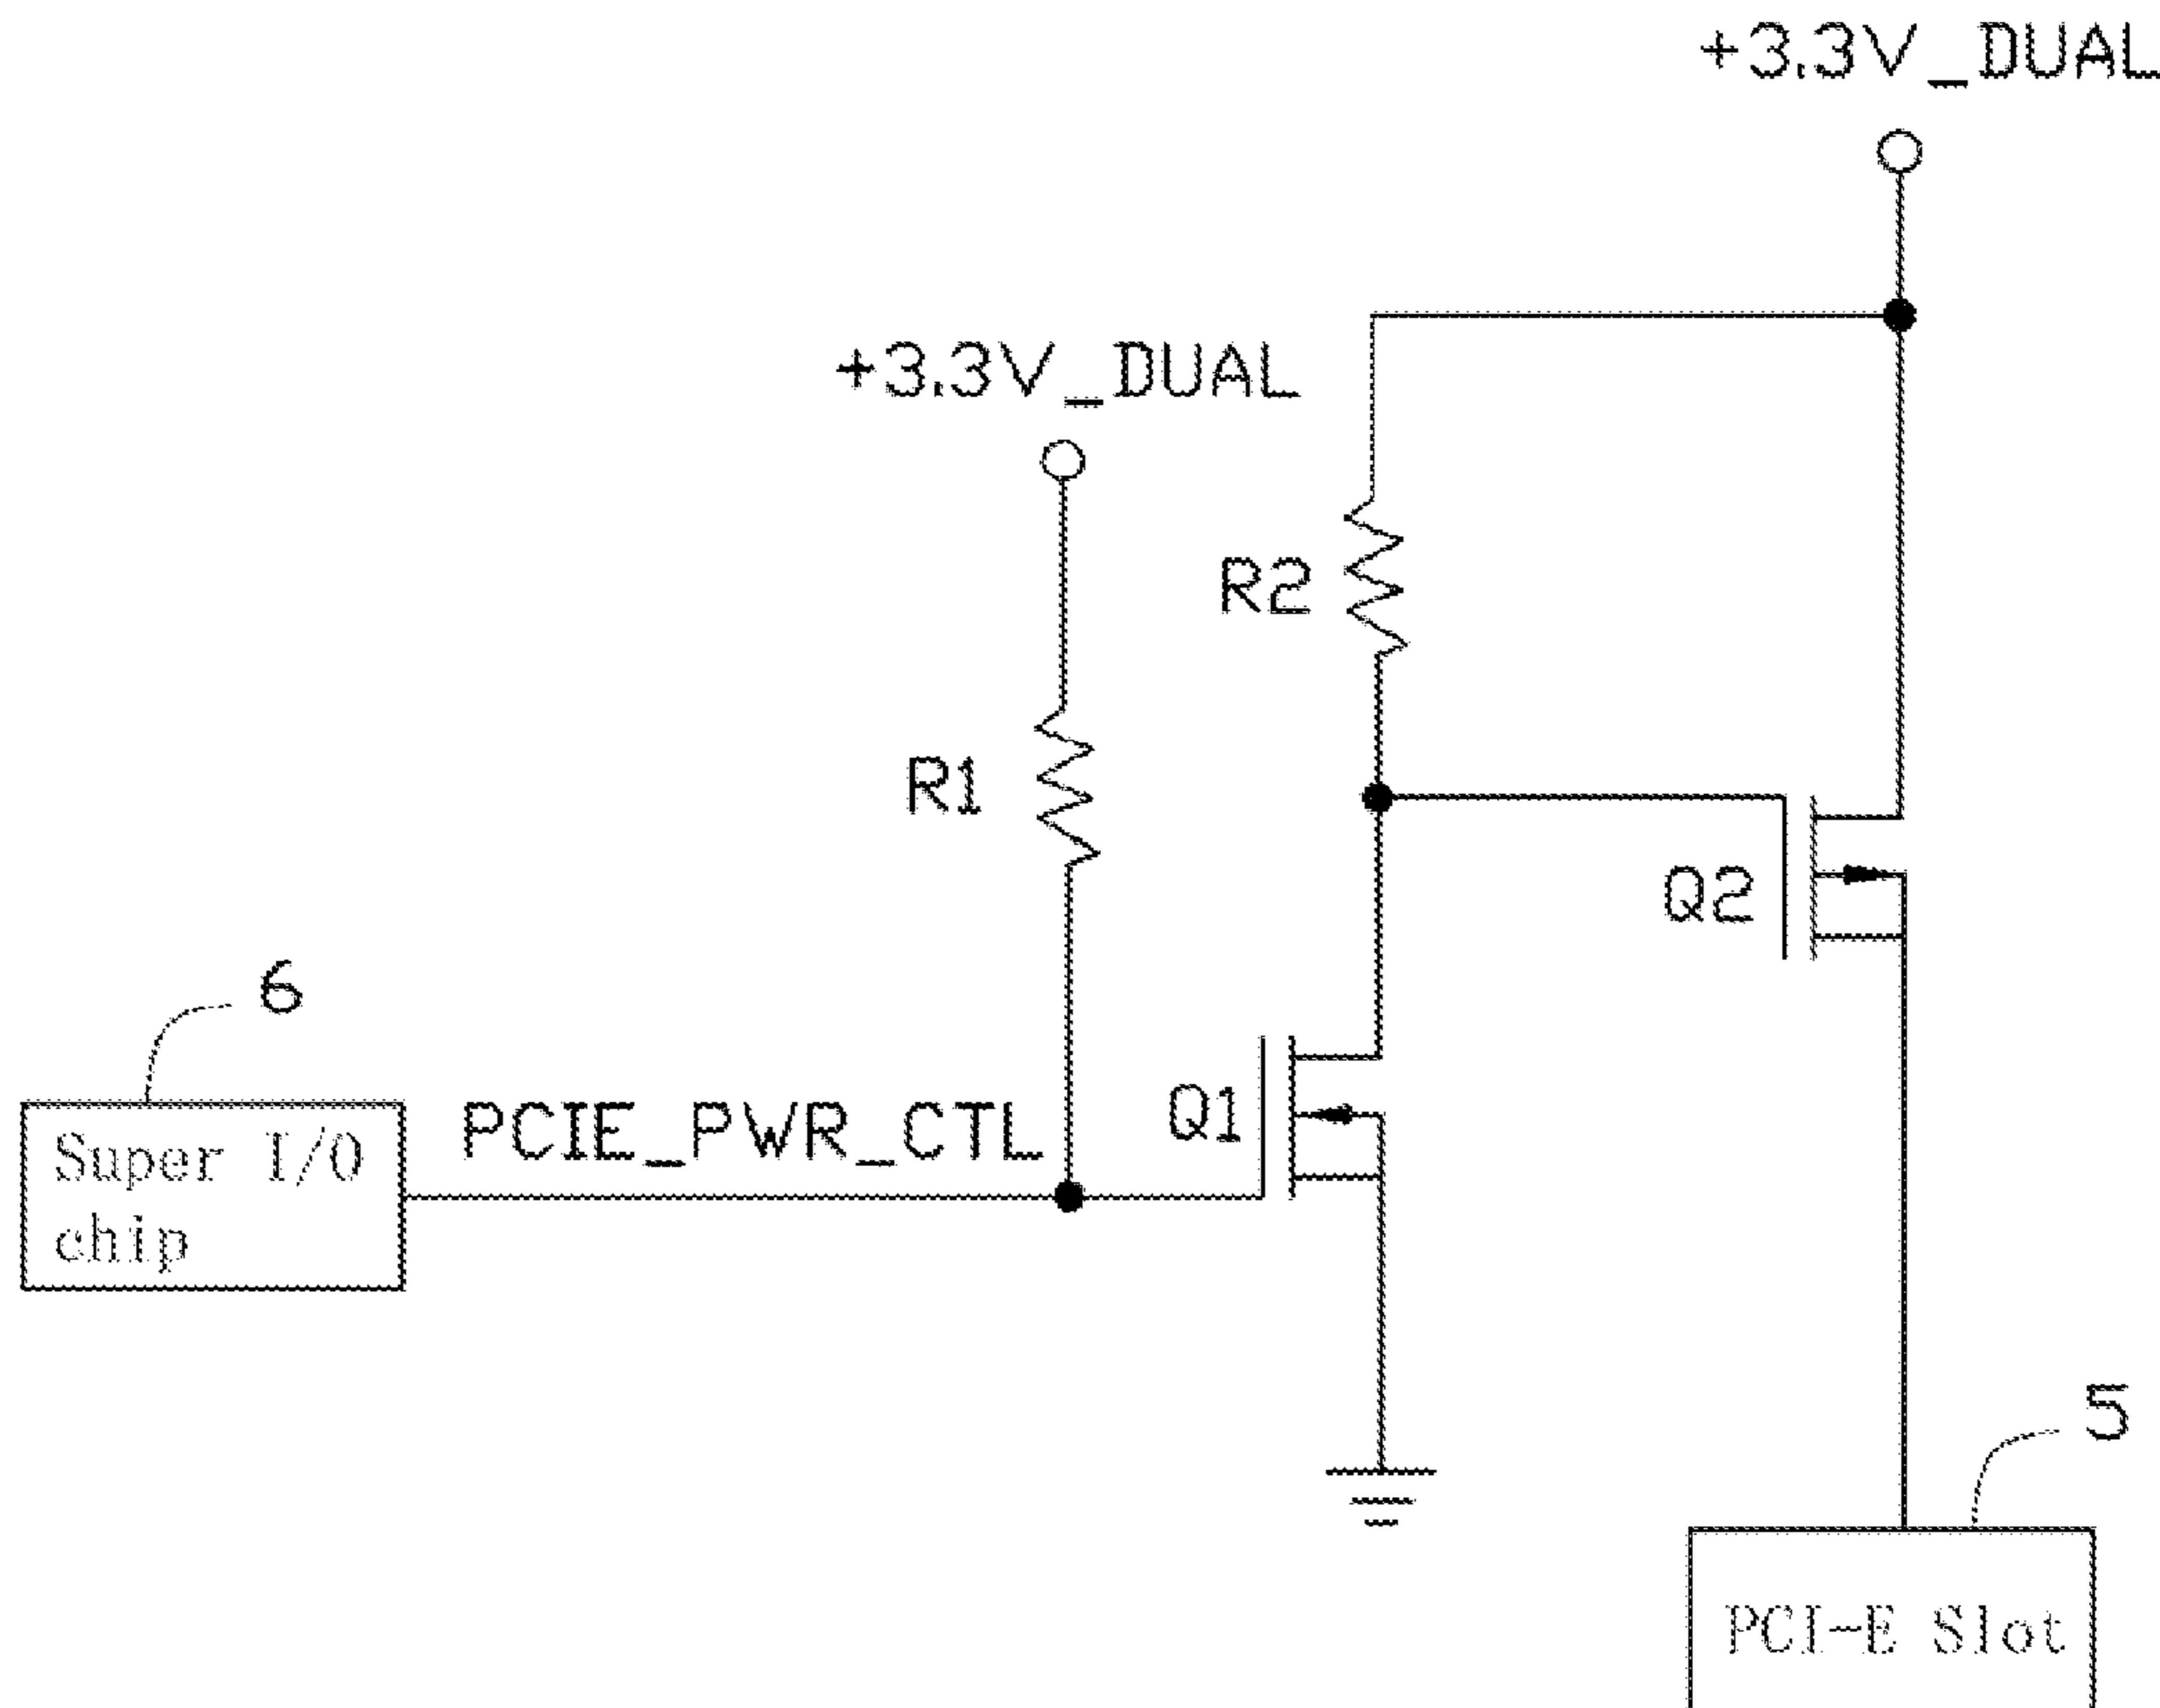 +3.3V_DUAL
+3.3V_DUAL
R2
R1
Q2
6
Q1
PCIE_PWR_CTL
Super I/O
chip
5
PCI-E Slot